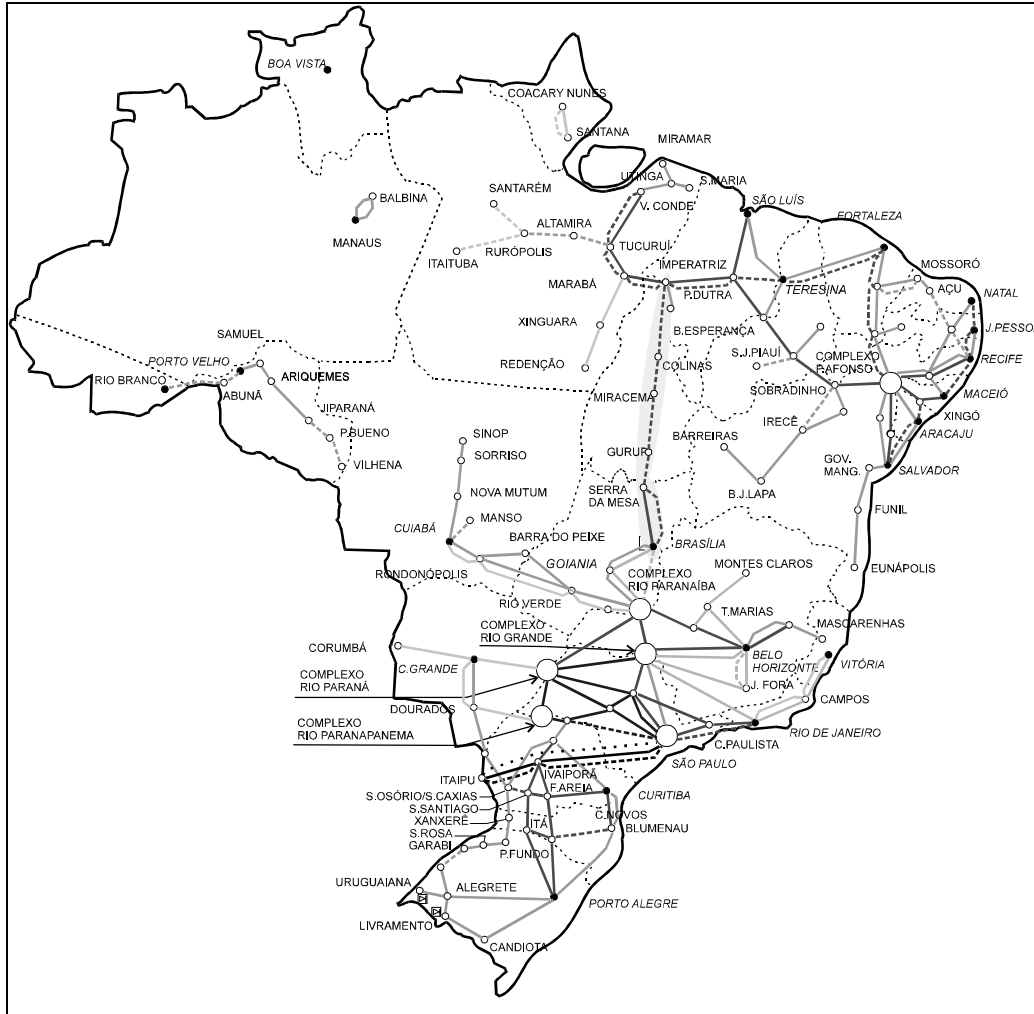 BOA VISTA
COACARY NUNES
SANTANA
MIRAMAR
UTINGA
S.MARIA
V. CONDE
SÃO LUÍS
FORTALEZA
BALBINA
MANAUS
SANTARÉM
ALTAMIRA
RURÓPOLIS
ITAITUBA
TUCURUÍ
MARABÁ
IMPERATRIZ
P.DUTRA
TERESINA
MOSSORÓ
AÇU
NATAL
J.PESSOA
RECIFE
MACEIÓ
XINGÓ
ARACAJU
SALVADOR
XINGUARA
REDENÇÃO
B.ESPERANÇA
S.J.PIAUÍ
COLINAS
COMPLEXO
P.AFONSO
SOBRADINHO
MIRACEMA
IRECÊ
BARREIRAS
GURUPI
B.J.LAPA
GOV.
MANG.
FUNIL
EUNÁPOLIS
SAMUEL
PORTO VELHO
RIO BRANCO
ABUNÃ
ARIQUEMES
JIPARANÁ
P.BUENO
VILHENA
SINOP
SORRISO
NOVA MUTUM
MANSO
CUIABÁ
BARRA DO PEIXE
RONDONÓPOLIS
SERRA
DA MESA
BRASÍLIA
GOIANIA
COMPLEXO
RIO PARANAÍBA
MONTES CLAROS
RIO VERDE
T.MARIAS
MASCARENHAS
COMPLEXO
RIO GRANDE
BELO
HORIZONTE
VITÓRIA
J. FORA
CAMPOS
CORUMBÁ
C.GRANDE
COMPLEXO
RIO PARANÁ
DOURADOS
COMPLEXO
RIO PARANAPANEMA
RIO DE JANEIRO
C.PAULISTA
SÃO PAULO
ITAIPU
IVAIPORÃ
F.AREIA
S.OSÓRIO/S.CAXIAS
S.SANTIAGO
XANXERÊ
CURITIBA
C.NOVOS
BLUMENAU
ITÁ
S.ROSA
GARABI
P.FUNDO
URUGUAIANA
ALEGRETE
PORTO ALEGRE
LIVRAMENTO
CANDIOTA